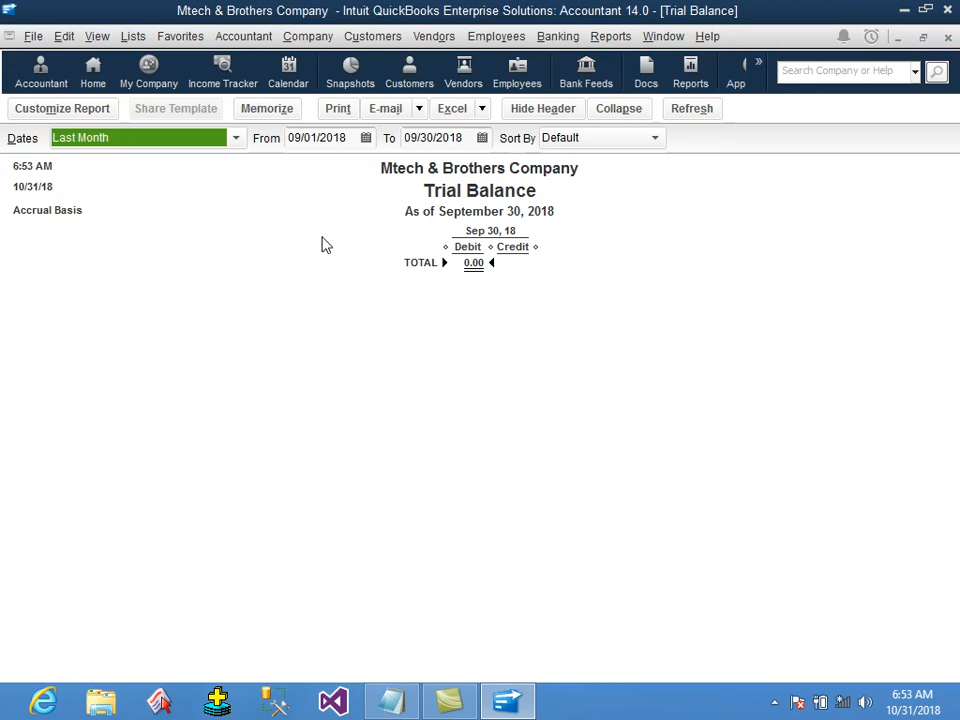 Mtech & Brothers Company - Intuit QuickBooks Enterprise Solutions: Accountant 14.0 - [Trial Balance]
File Edit View Lists Favorites Accountant Company Customers Vendors Employees Banking Reports Window Help
Accountant Home My Company Income Tracker Calendar Snapshots Customers Vendors Employees Bank Feeds Docs Reports App » Search Company or Help
31
Customize Report Share Template Memorize Print E-mail Excel Hide Header Collapse Refresh
Dates Last Month From 09/01/2018 To 09/30/2018 Sort By Default
6:53 AM
10/31/18
Accrual Basis
Mtech & Brothers Company
Trial Balance
As of September 30, 2018
Sep 30, 18
Debit Credit
TOTAL 0.00
6:53 AM
10/31/2018